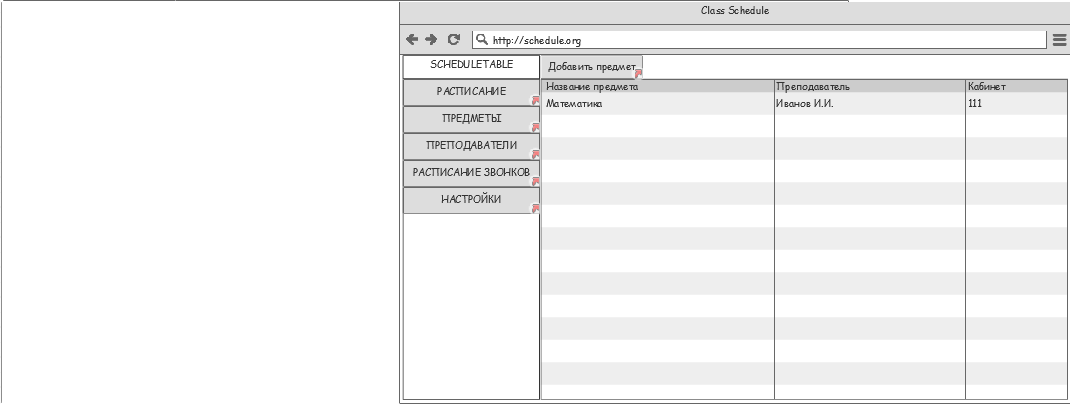 Class Schedule
http://schedule.org
SCHEDULETABLE
Добавить предмет
РАСПИСАНИЕ
ПРЕДМЕТЫ
ПРЕПОДАВАТЕЛИ
РАСПИСАНИЕ ЗВОНКОВ
НАСТРОЙКИ
Название предмета Преподаватель Кабинет
Математика Иванов И.И. 111